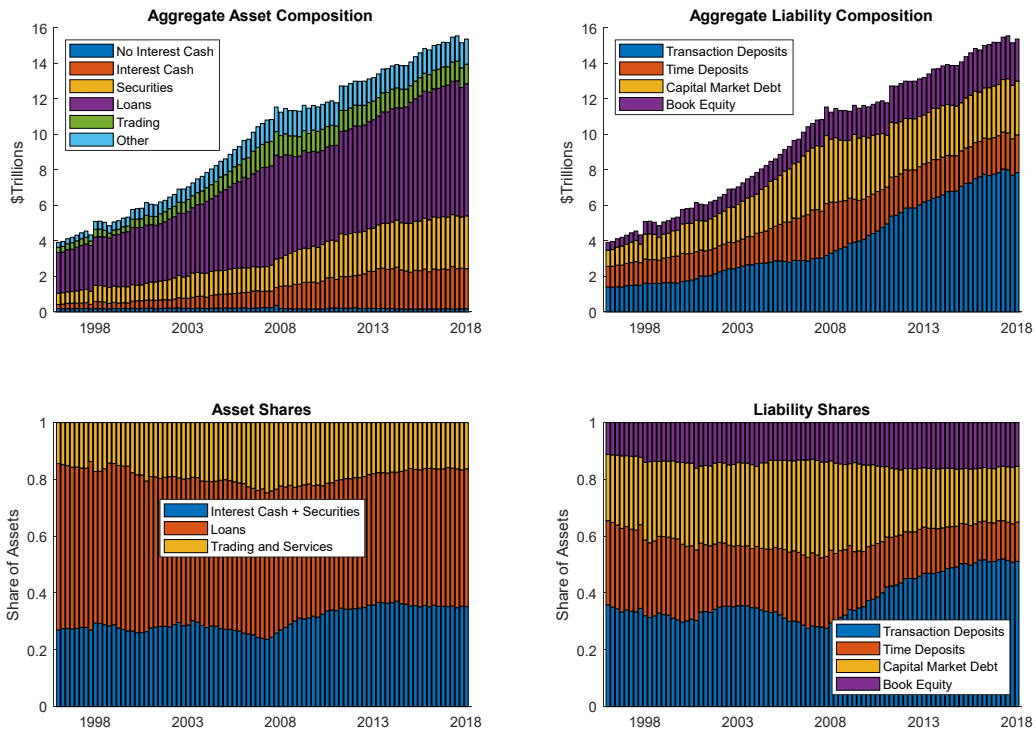 Aggregate Asset Composition
16
14
12
10
8
6
4
2
0
$Trillions
No Interest Cash
Interest Cash
Securities
Loans
Trading
Other
1998
2003
2008
2013
2018
Aggregate Liability Composition
16
14
12
10
8
6
4
2
0
$Trillions
Transaction Deposits
Time Deposits
Capital Market Debt
Book Equity
1998
2003
2008
2013
2018
Asset Shares
1
0.8
0.6
0.4
0.2
0
Share of Assets
Interest Cash + Securities
Loans
Trading and Services
1998
2003
2008
2013
2018
Liability Shares
1
0.8
0.6
0.4
0.2
0
Share of Assets
Transaction Deposits
Time Deposits
Capital Market Debt
Book Equity
1998
2003
2008
2013
2018